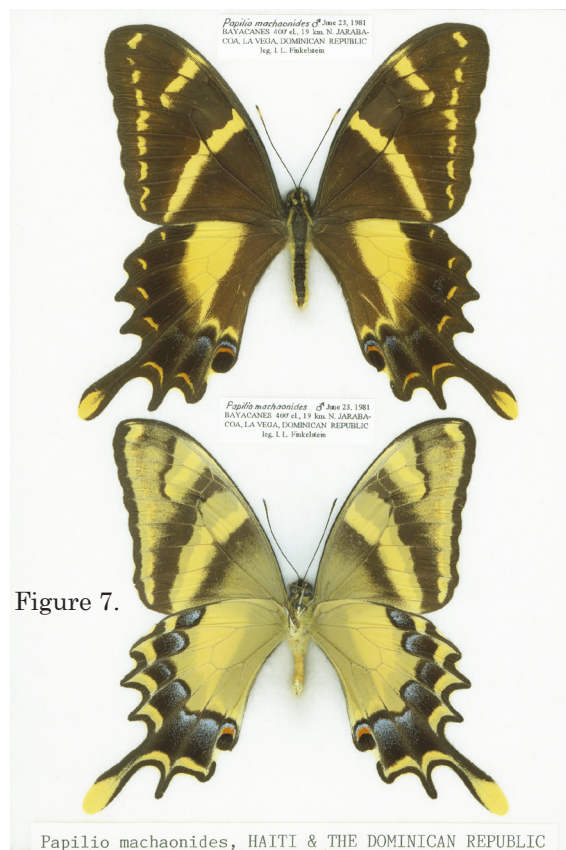 Papilio machaonides ♂ June 23, 1981
BAYACANES 400' el., 19 km. N. JARABA-
COA, LA VEGA, DOMINICAN REPUBLIC
leg. I. L. Finkelstein
Papilio machaonides ♂ June 23, 1981
BAYACANES 400' el., 19 km. N. JARABA-
COA, LA VEGA, DOMINICAN REPUBLIC
leg. I. L. Finkelstein
Figure 7.
Papilio machaonides, HAITI & THE DOMINICAN REPUBLIC